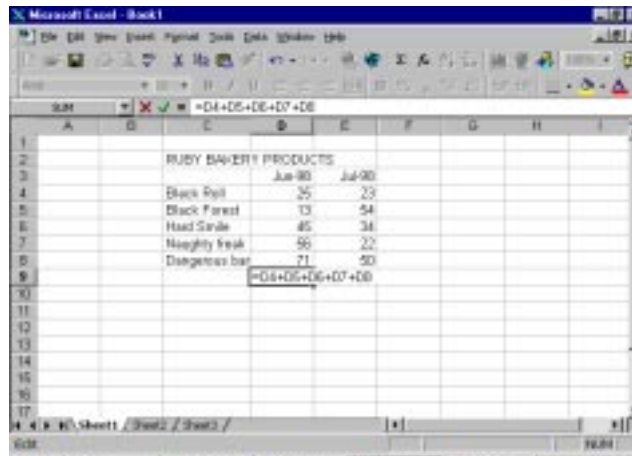 Microsoft Excel - Book1
File Edit View Insert Format Tools Data Window Help
SUM =D4+D5+D6+D7+D8
A B C D E F G H I
1
2 RUBY BAKERY PRODUCTS
3 Jun-98 Jul-98
4 Black Roll 25 23
5 Black Forest 13 54
6 Hard Smile 45 34
7 Naughty freak 56 22
8 Dangerous bar 71 50
9 =D4+D5+D6+D7+D8
10
11
12
13
14
15
16
17
Sheet1 / Sheet2 / Sheet3 /
Edit NUM